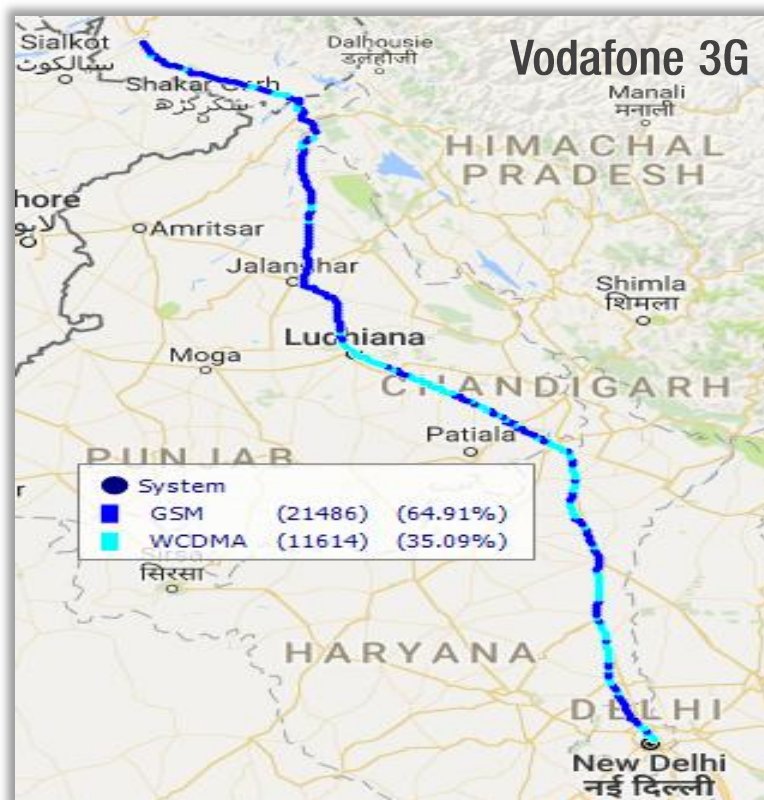 Vodafone 3G
Sialkot
سیالکوٹ
Dalhousie
डलहौजी
Manali
मनाली
Shakar Garh
شکرگڑھ
HIMACHAL
PRADESH
hore
Amritsar
Jalandhar
Shimla
शिमला
Ludhiana
Moga
CHANDIGARH
Patiala
PUNJAB
r
System
GSM (21486) (64.91%)
WCDMA (11614) (35.09%)
Sirsa
सिरसा
HARYANA
DELHI
New Delhi
नई दिल्ली